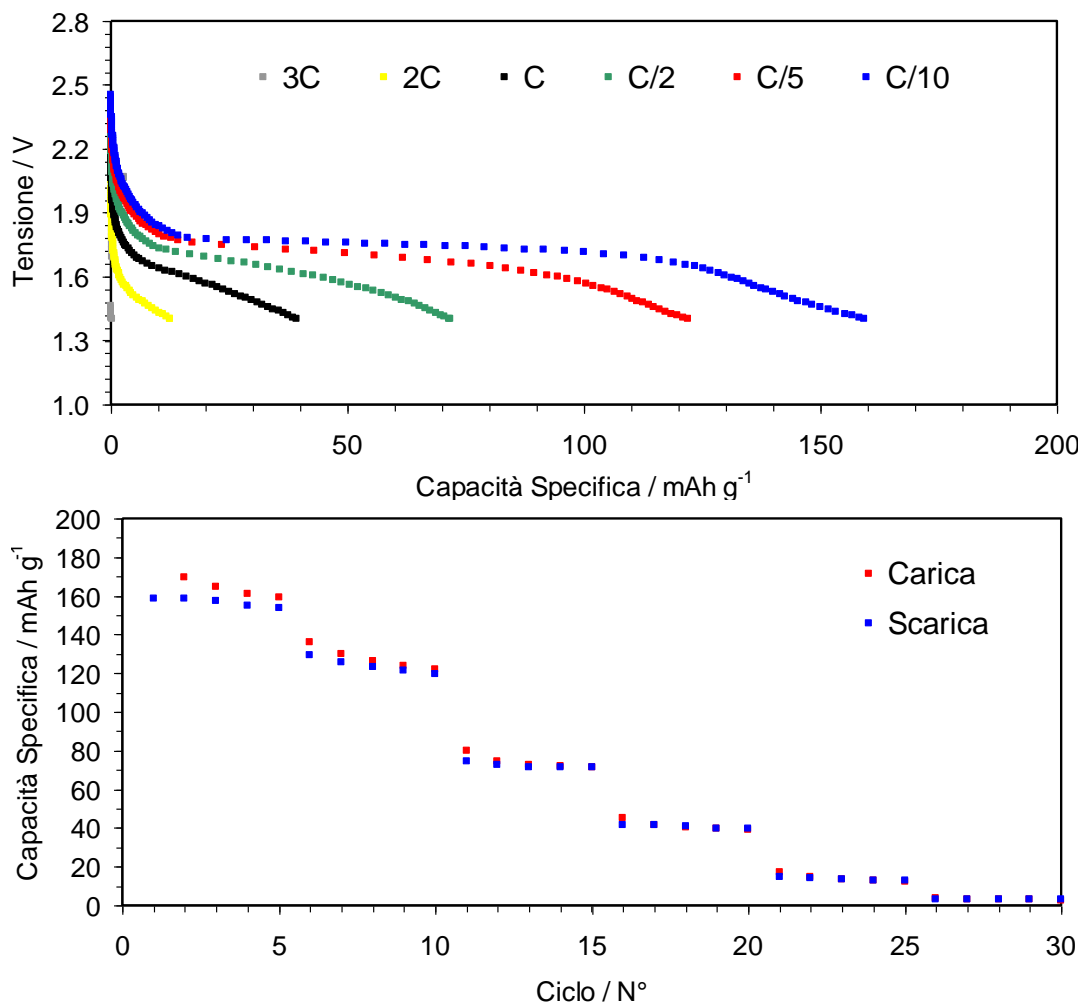 2.8
2.5
2.2
1.9
1.6
1.3
1.0
Tensione / V
3C 2C C C/2 C/5 C/10
0 50 100 150 200
Capacità Specifica / mAh g-1
200
180
160
140
120
100
80
60
40
20
0
Capacità Specifica / mAh g-1
Carica
Scarica
0 5 10 15 20 25 30
Ciclo / N°